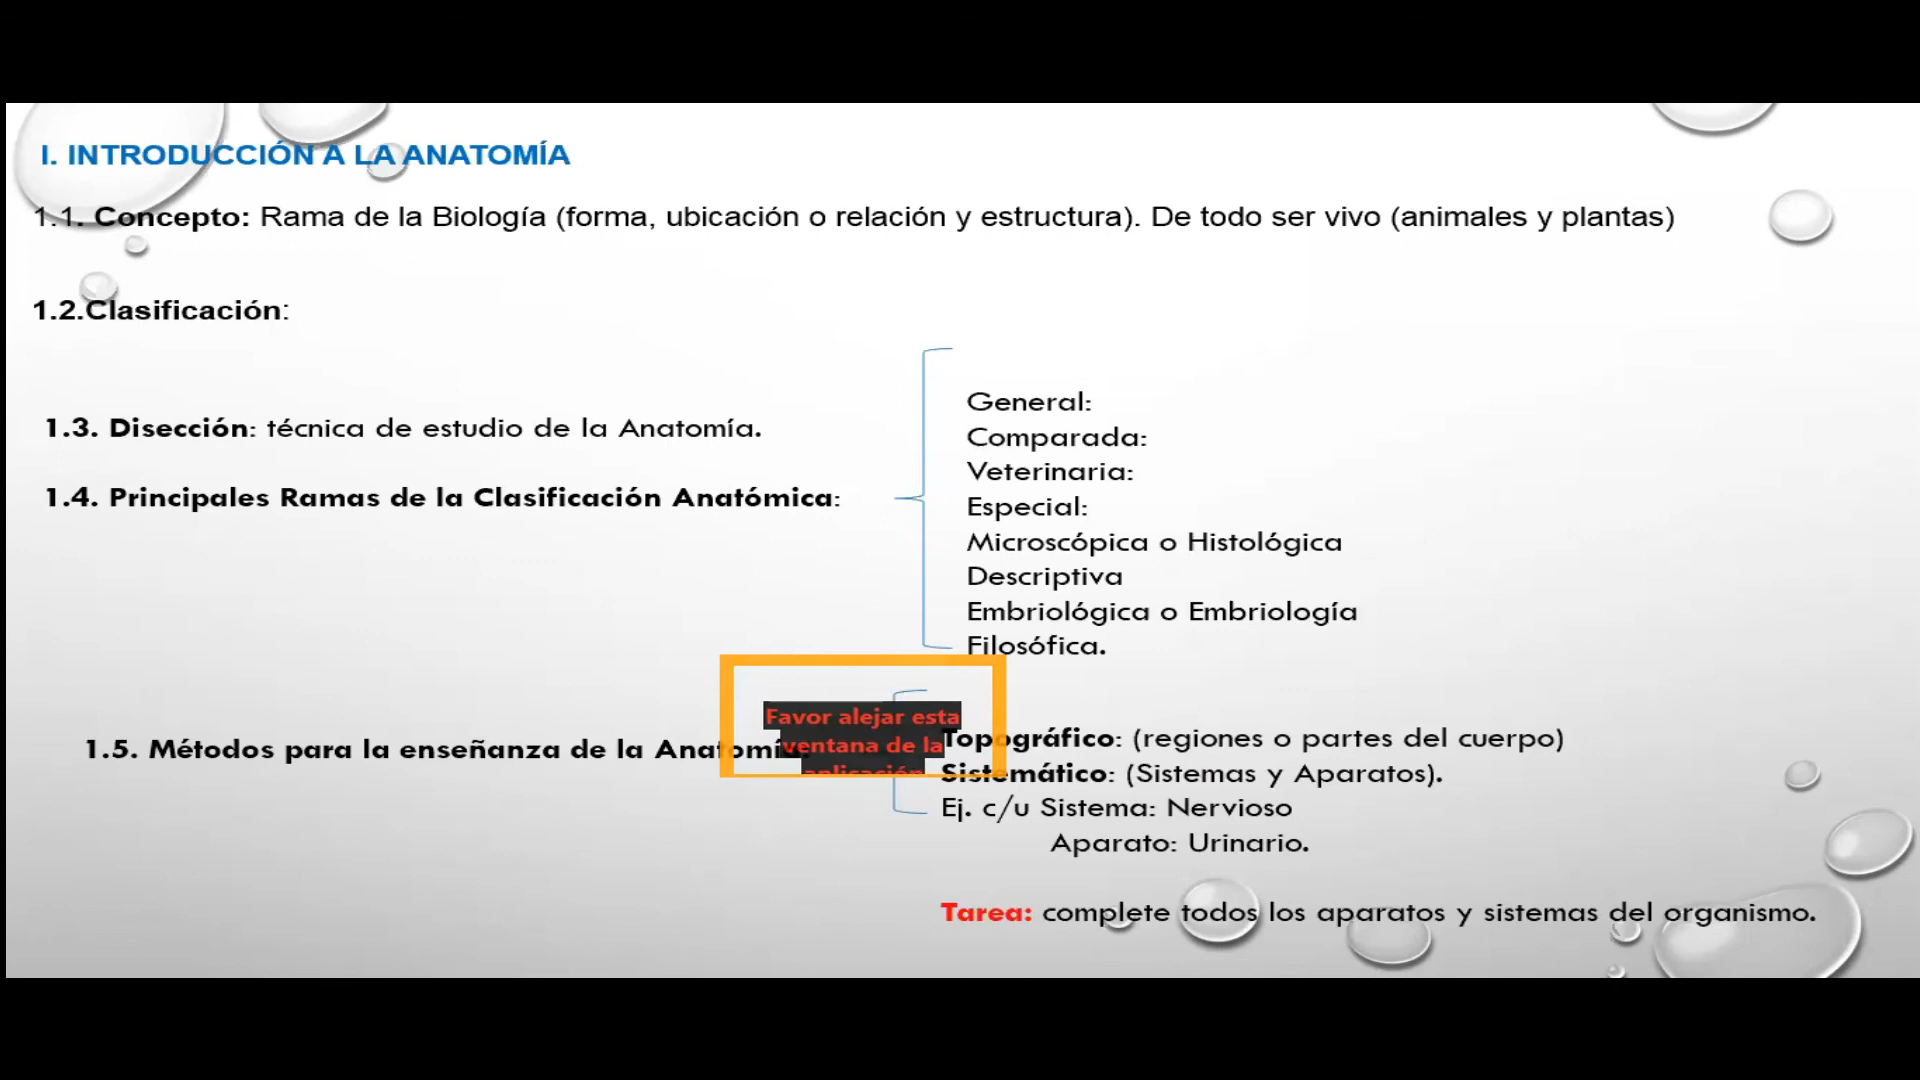 I. INTRODUCCIÓN A LA ANATOMÍA
1.1. Concepto: Rama de la Biología (forma, ubicación o relación y estructura). De todo ser vivo (animales y plantas)
1.2.Clasificación:
1.3. Disección: técnica de estudio de la Anatomía.
1.4. Principales Ramas de la Clasificación Anatómica:
General:
Comparada:
Veterinaria:
Especial:
Microscópica o Histológica
Descriptiva
Embriológica o Embriología
Filosófica.
1.5. Métodos para la enseñanza de la Anatomía:
Favor alejar esta
ventana de la
aplicación
Topográfico: (regiones o partes del cuerpo)
Sistemático: (Sistemas y Aparatos).
Ej. c/u Sistema: Nervioso
Aparato: Urinario.
Tarea: complete todos los aparatos y sistemas del organismo.